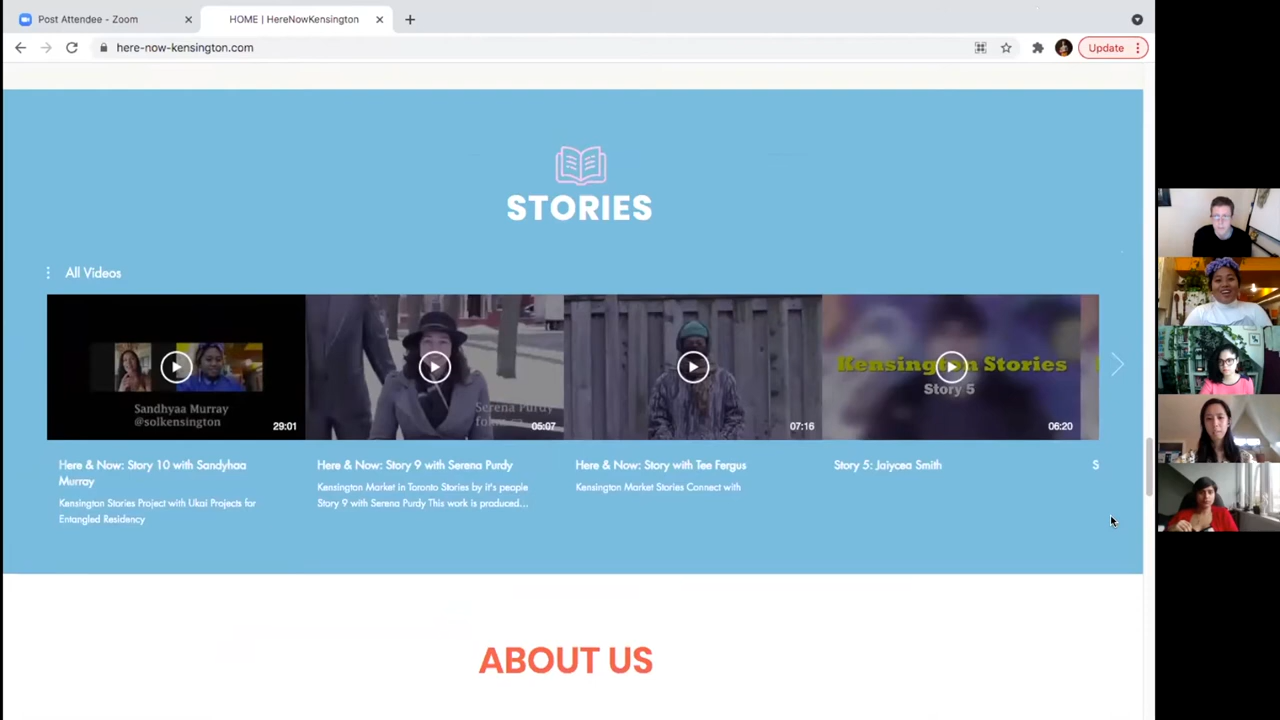 Post Attendee - Zoom
HOME | HereNowKensington
here-now-kensington.com
Update
STORIES
All Videos
Sandhyaa Murray
@solkensington
29:01
Serena Purdy
05:07
07:16
Kensington Stories
Story 5
06:20
Here & Now: Story 10 with Sandyhaa
Murray
Kensington Stories Project with Ukai Projects for
Entangled Residency
Here & Now: Story 9 with Serena Purdy
Kensington Market in Toronto Stories by it's people
Story 9 with Serena Purdy This work is produced...
Here & Now: Story with Tee Fergus
Kensington Market Stories Connect with
Story 5: Jaiycea Smith
S
ABOUT US